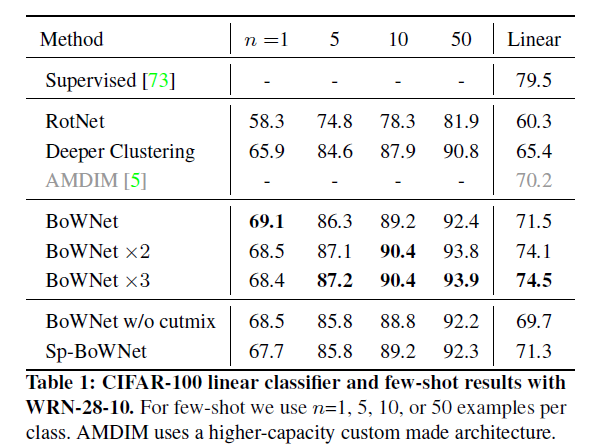 Method n =1 5 10 50 Linear
Supervised [73] - - - - 79.5
RotNet 58.3 74.8 78.3 81.9 60.3
Deeper Clustering 65.9 84.6 87.9 90.8 65.4
AMDIM [5] - - - - 70.2
BoWNet 69.1 86.3 89.2 92.4 71.5
BoWNet ×2 68.5 87.1 90.4 93.8 74.1
BoWNet ×3 68.4 87.2 90.4 93.9 74.5
BoWNet w/o cutmix 68.5 85.8 88.8 92.2 69.7
Sp-BoWNet 67.7 85.8 89.2 92.3 71.3
Table 1: CIFAR-100 linear classifier and few-shot results with
WRN-28-10. For few-shot we use n=1, 5, 10, or 50 examples per
class. AMDIM uses a higher-capacity custom made architecture.